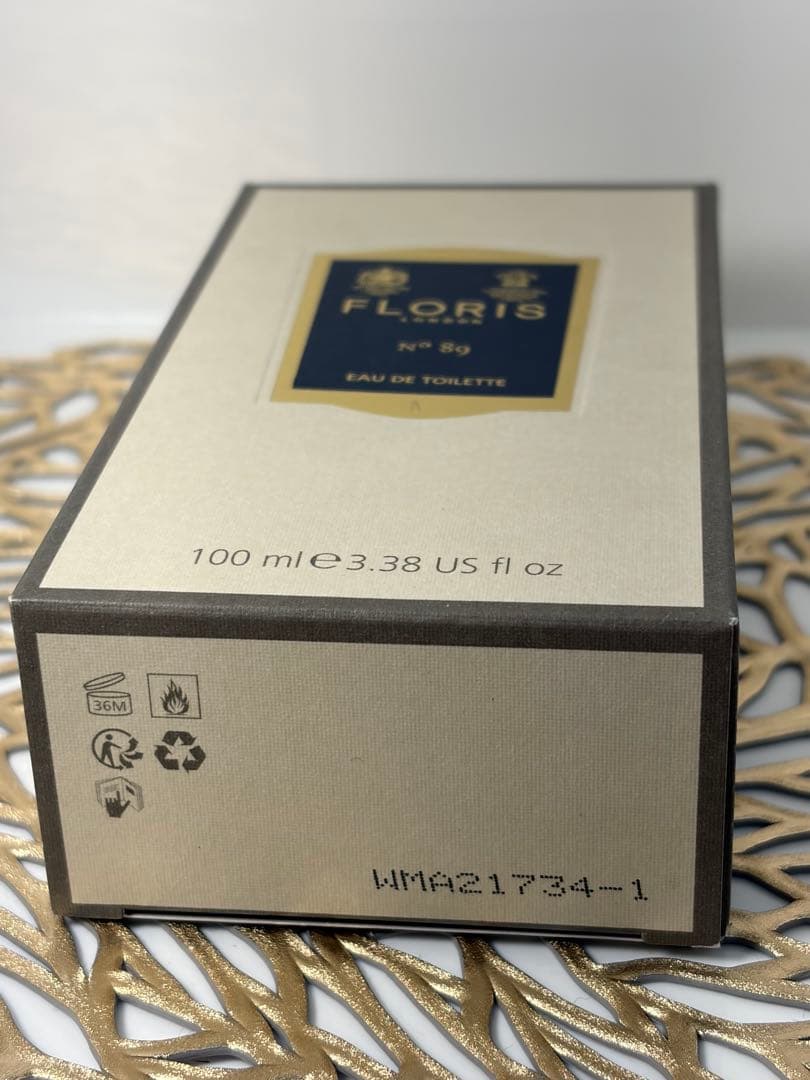 FLORIS
LONDON
Nº 89
EAU DE TOILETTE
100 ml ℮ 3.38 US fl oz
36M
WMA21734-1